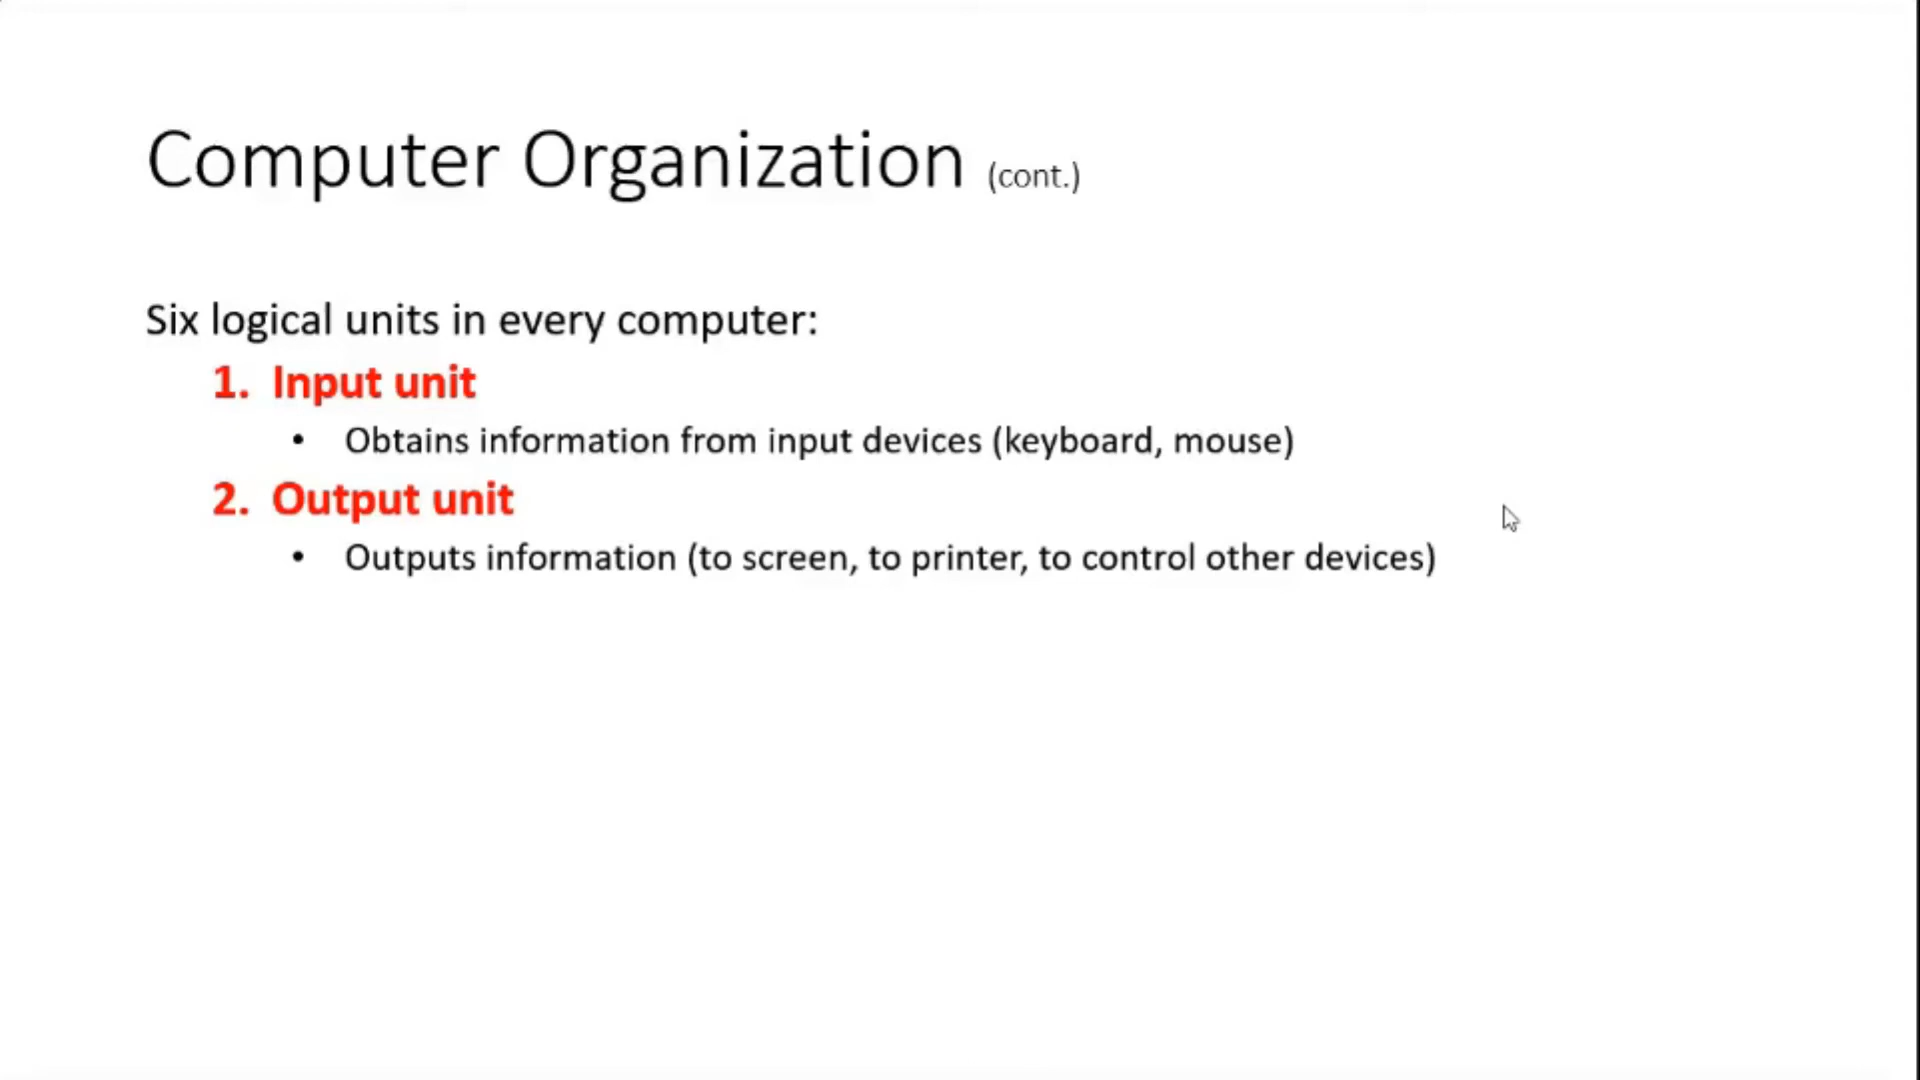 Computer Organization (cont.)
Six logical units in every computer:
1. Input unit
• Obtains information from input devices (keyboard, mouse)
2. Output unit
• Outputs information (to screen, to printer, to control other devices)